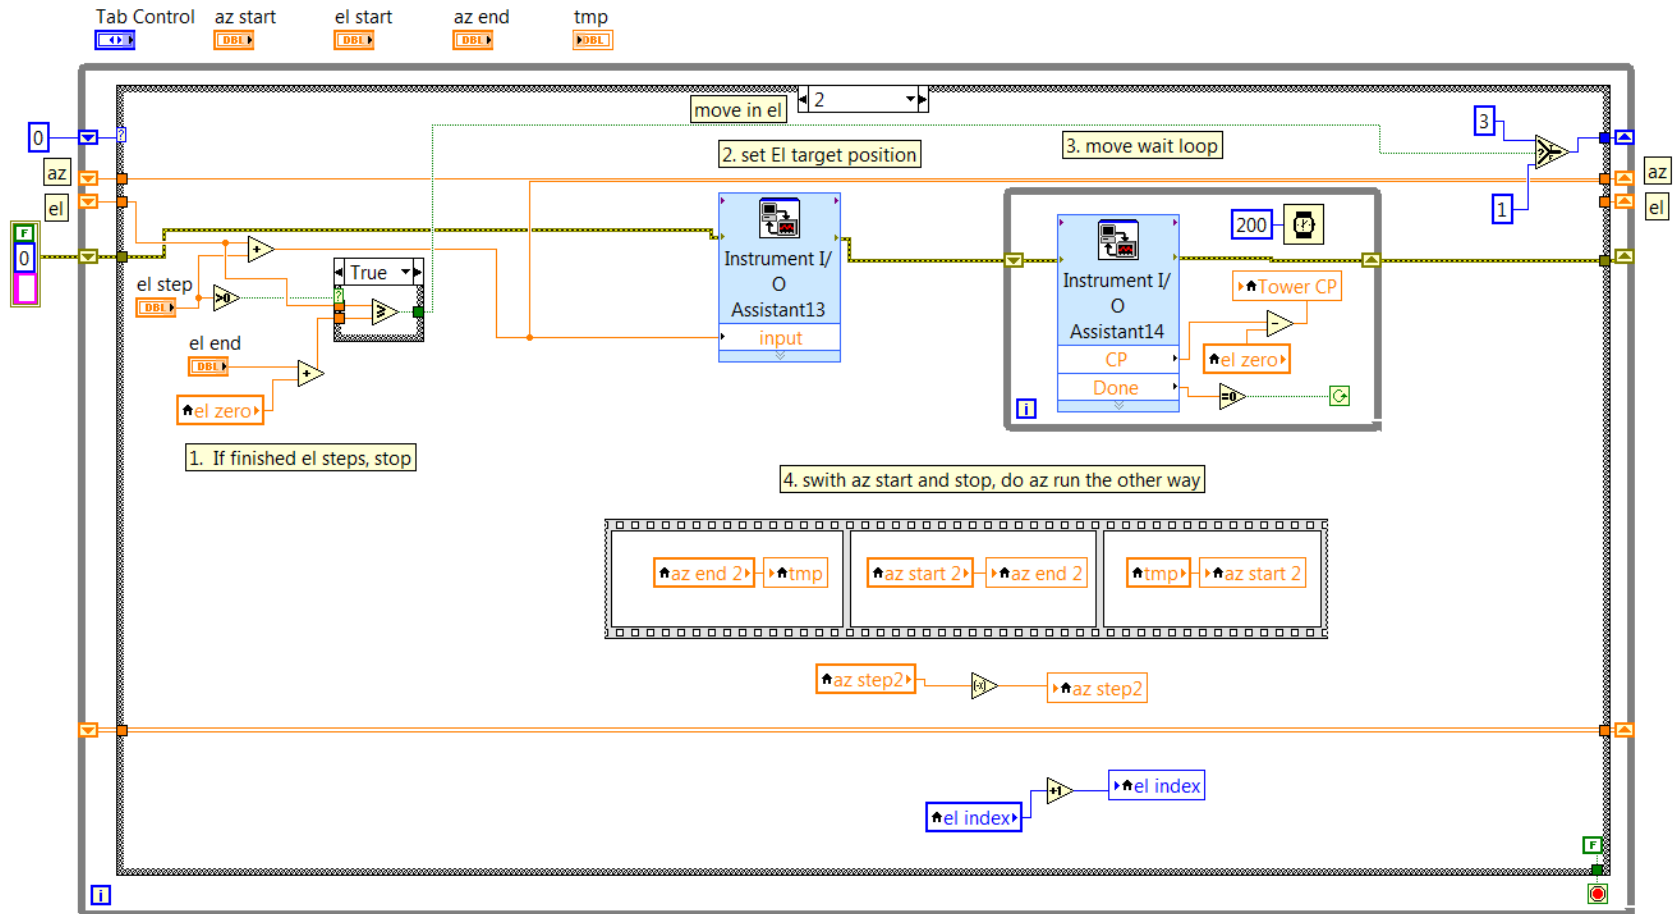 Tab Control
az start
el start
az end
tmp
DBL
DBL
DBL
DBL
2
move in el
0
3
2. set El target position
3. move wait loop
az
az
el
el
1
F
0
200
Instrument I/
O
Assistant13
input
Instrument I/
O
Assistant14
CP
Done
True
el step
DBL
>0
+
≥
el end
DBL
+
el zero
Tower CP
-
el zero
=0
i
1. If finished el steps, stop
4. swith az start and stop, do az run the other way
az end 2
tmp
az start 2
az end 2
tmp
az start 2
az step2
(-x)
az step2
+1
el index
el index
F
i